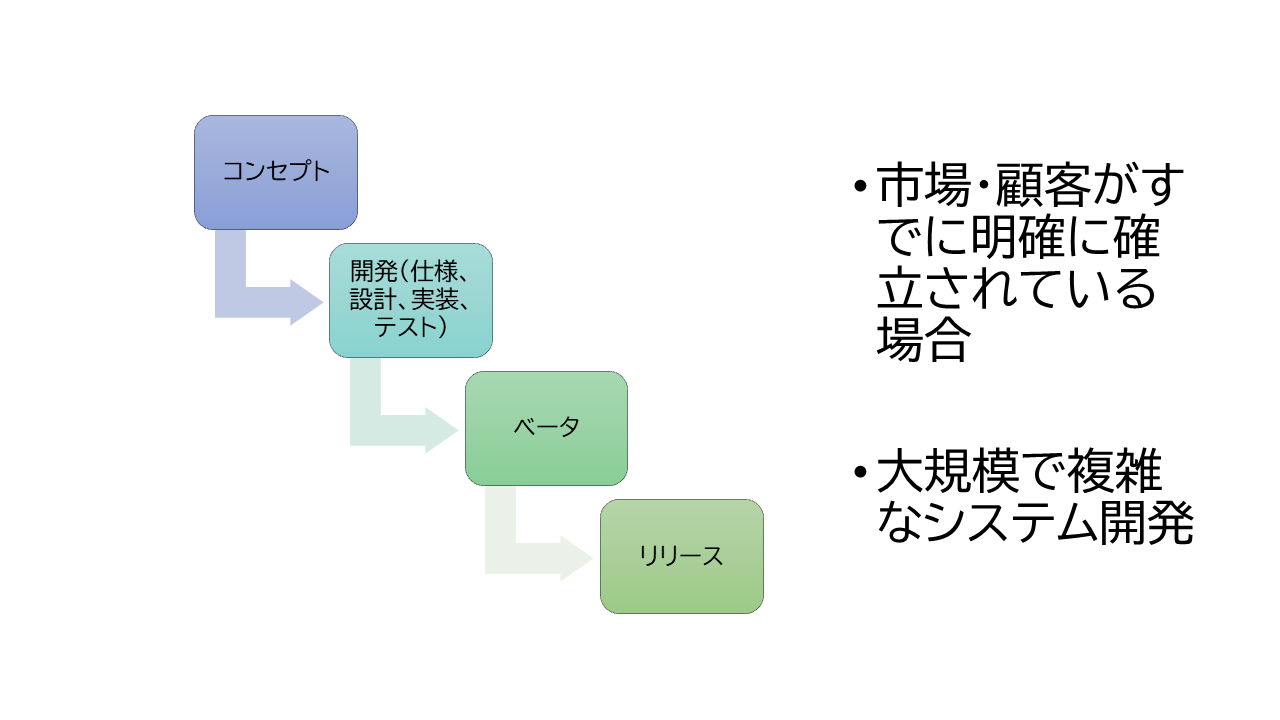 コンセプト
開発(仕様、
設計、実装、
テスト)
ベータ
リリース
•市場・顧客がす
でに明確に確
立されている
場合
•大規模で複雑
なシステム開発